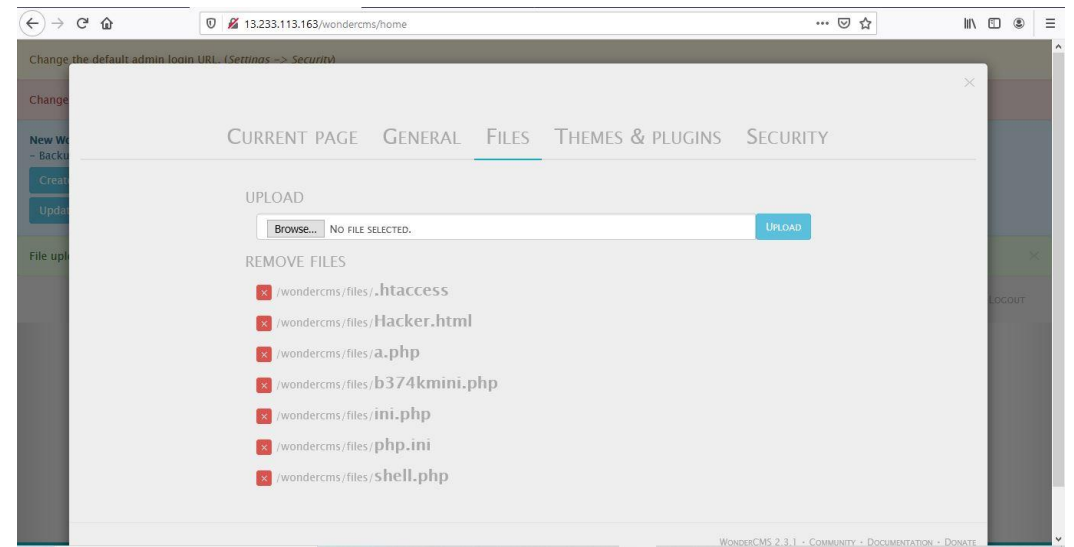 13.233.113.163/wondercms/home
Change the default admin login URL. (Settings -> Security)
Change
New Wo
- Backu
Creat
Updat
File uplo
CURRENT PAGE GENERAL FILES THEMES & PLUGINS SECURITY
UPLOAD
Browse... NO FILE SELECTED. UPLOAD
REMOVE FILES
/wondercms/files/.htaccess
LOGOUT
/wondercms/files/Hacker.html
/wondercms/files/a.php
/wondercms/files/b374kmini.php
/wondercms/files/ini.php
/wondercms/files/php.ini
/wondercms/files/shell.php
WONDERCMS 2.3.1 · COMMUNITY · DOCUMENTATION · DONATE